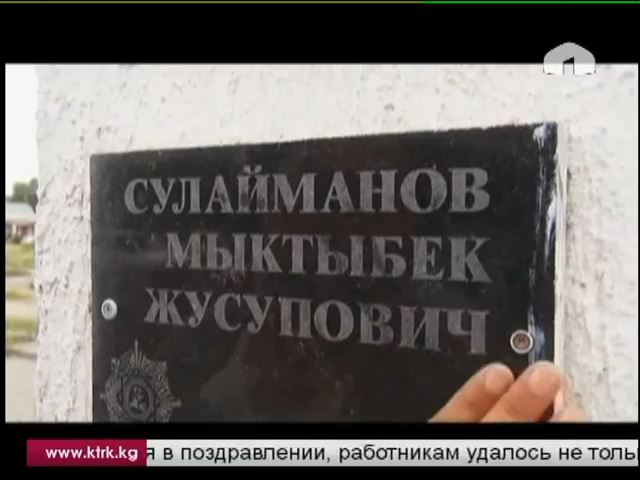 СУЛАЙМАНОВ
МЫКТЫБЕК
ЖУСУПОВИЧ
www.ktrk.kg
я в поздравлении, работникам удалось не толь